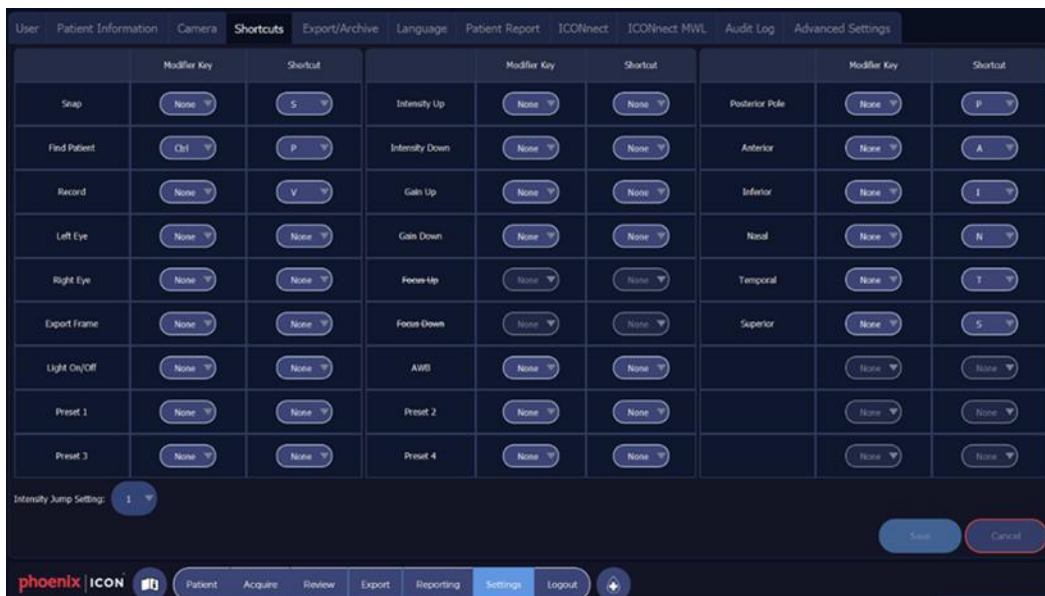 User Patient Information Camera Shortcuts Export/Archive Language Patient Report ICONnect ICONnect MWL Audit Log Advanced Settings
Modifier Key Shortcut Modifier Key Shortcut Modifier Key Shortcut
Snap None S Intensity Up None None Posterior Pole None P
Find Patient Ctrl P Intensity Down None None Anterior None A
Record None V Gain Up None None Inferior None I
Left Eye None None Gain Down None None Nasal None N
Right Eye None None Focus Up None None Temporal None T
Export Frame None None Focus Down None None Superior None S
Light On/Off None None AWB None None None None
Preset 1 None None Preset 2 None None None None
Preset 3 None None Preset 4 None None None None
Intensity Jump Setting: 1
Save Cancel
phoenix ICON Patient Acquire Review Export Reporting Settings Logout